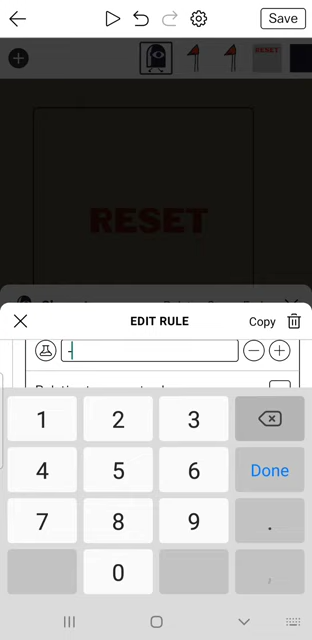 Save
RESET
RESET
EDIT RULE
Copy
-
1 2 3
4 5 6 Done
7 8 9 .
0 ,